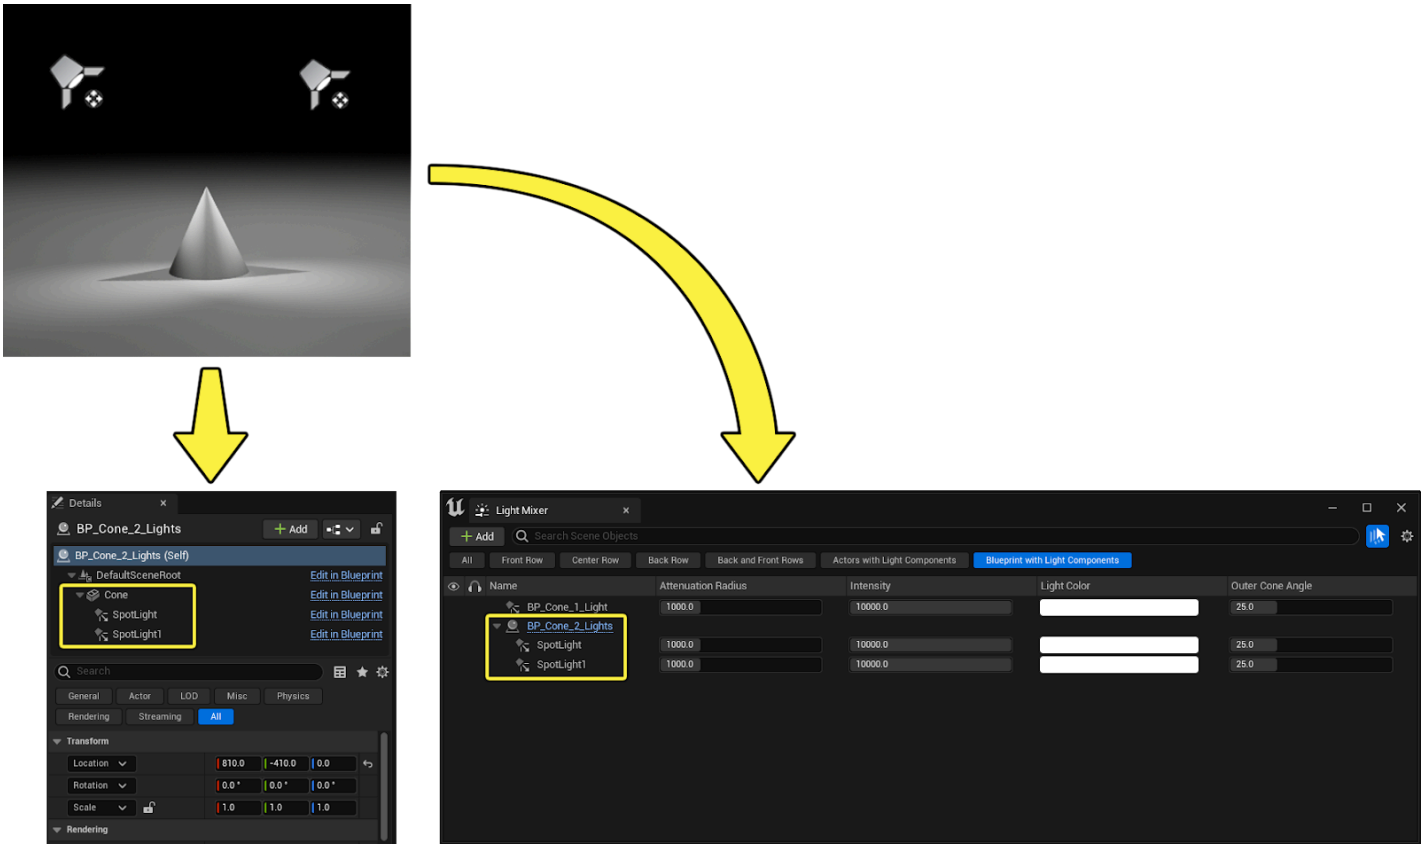 Details
BP_Cone_2_Lights
Add
BP_Cone_2_Lights (Self)
DefaultSceneRoot Edit in Blueprint
Cone Edit in Blueprint
SpotLight Edit in Blueprint
SpotLight1 Edit in Blueprint
Search
General Actor LOD Misc Physics
Rendering Streaming All
Transform
Location 810.0 -410.0 0.0
Rotation 0.0° 0.0° 0.0°
Scale 1.0 1.0 1.0
Rendering
Light Mixer
Add Search Scene Objects
All Front Row Center Row Back Row Back and Front Rows Actors with Light Components Blueprint with Light Components
Name Attenuation Radius Intensity Light Color Outer Cone Angle
BP_Cone_1_Light 1000.0 10000.0 25.0
BP_Cone_2_Lights
SpotLight 1000.0 10000.0 25.0
SpotLight1 1000.0 10000.0 25.0